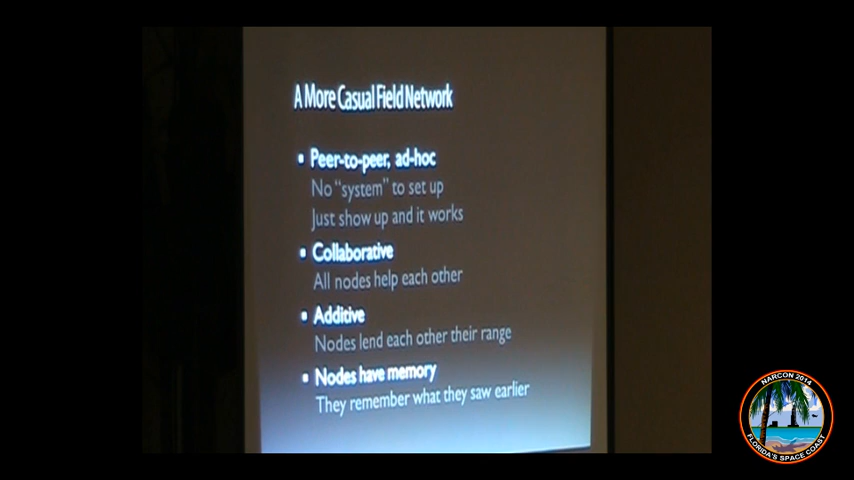 A More Casual Field Network
▪ Peer-to-peer, ad-hoc
No “system” to set up
Just show up and it works
▪ Collaborative
All nodes help each other
▪ Additive
Nodes lend each other their range
▪ Nodes have memory
They remember what they saw earlier
NARCON 2014
FLORIDA'S SPACE COAST